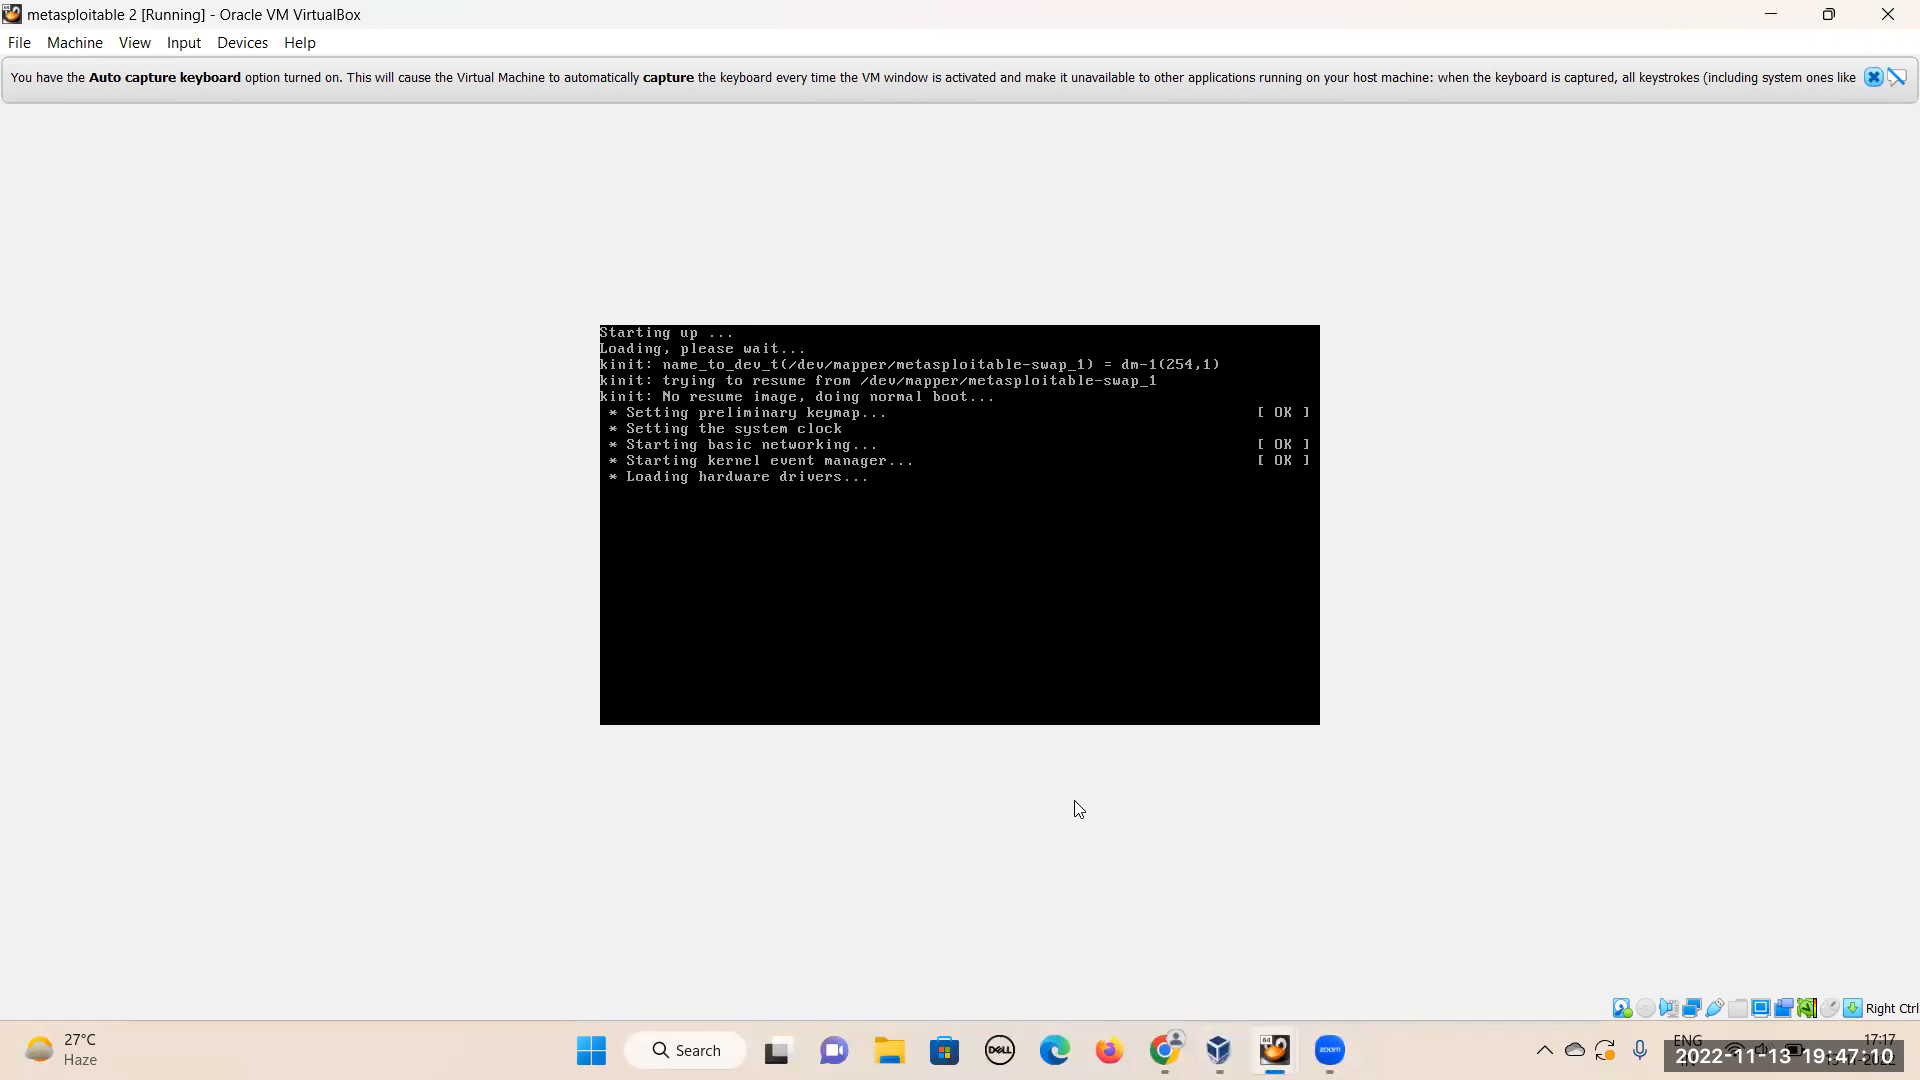 metasploitable 2 [Running] - Oracle VM VirtualBox
File Machine View Input Devices Help
You have the Auto capture keyboard option turned on. This will cause the Virtual Machine to automatically capture the keyboard every time the VM window is activated and make it unavailable to other applications running on your host machine: when the keyboard is captured, all keystrokes (including system ones like
Starting up ...
Loading, please wait...
kinit: name_to_dev_t(/dev/mapper/metasploitable-swap_1) = dm-1(254,1)
kinit: trying to resume from /dev/mapper/metasploitable-swap_1
kinit: No resume image, doing normal boot...
* Setting preliminary keymap... [ OK ]
* Setting the system clock
* Starting basic networking... [ OK ]
* Starting kernel event manager... [ OK ]
* Loading hardware drivers...
Right Ctrl
27°C
Haze
Search
DELL
64
zoom
ENG
17:17
2022-11-13 19:47:10